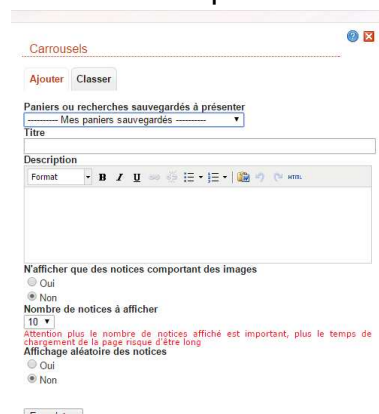 Carrousels
Ajouter Classer
Paniers ou recherches sauvegardés à présenter
---------- Mes paniers sauvegardés ----------
Titre
Description
Format B I U HTML
N'afficher que des notices comportant des images
Oui
Non
Nombre de notices à afficher
10
Attention plus le nombre de notices affiché est important, plus le temps de
chargement de la page risque d'être long
Affichage aléatoire des notices
Oui
Non